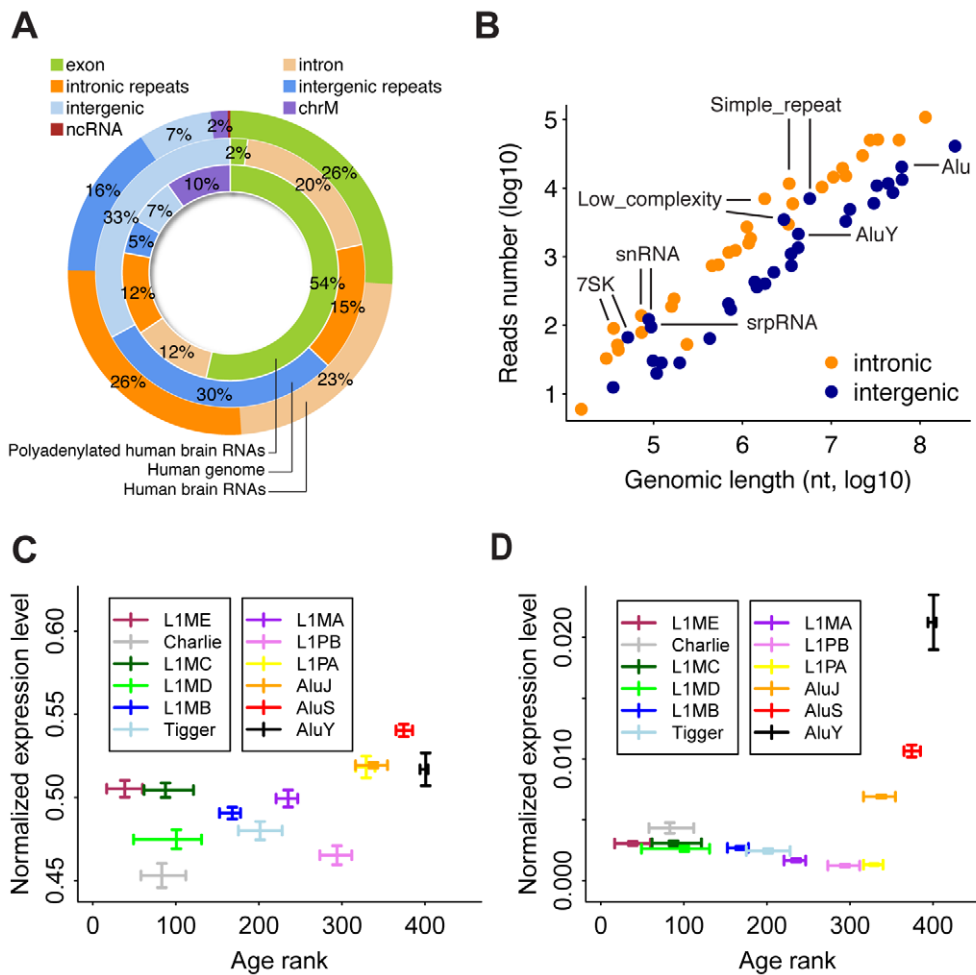 A
exon
intron
intronic repeats
intergenic repeats
intergenic
chrM
ncRNA
7%
2%
2%
26%
16%
20%
10%
33%
7%
5%
54%
12%
15%
12%
23%
26%
30%
Polyadenylated human brain RNAs
Human genome
Human brain RNAs
B
Reads number (log10)
5
4
3
2
1
Simple_repeat
Low_complexity
Alu
AluY
snRNA
7SK
srpRNA
intronic
intergenic
5
6
7
8
Genomic length (nt, log10)
C
Normalized expression level
0.60
0.55
0.50
0.45
L1ME
Charlie
L1MC
L1MD
L1MB
Tigger
L1MA
L1PB
L1PA
AluJ
AluS
AluY
0
100
200
300
400
Age rank
D
Normalized expression level
0.020
0.010
0.000
L1ME
Charlie
L1MC
L1MD
L1MB
Tigger
L1MA
L1PB
L1PA
AluJ
AluS
AluY
0
100
200
300
400
Age rank